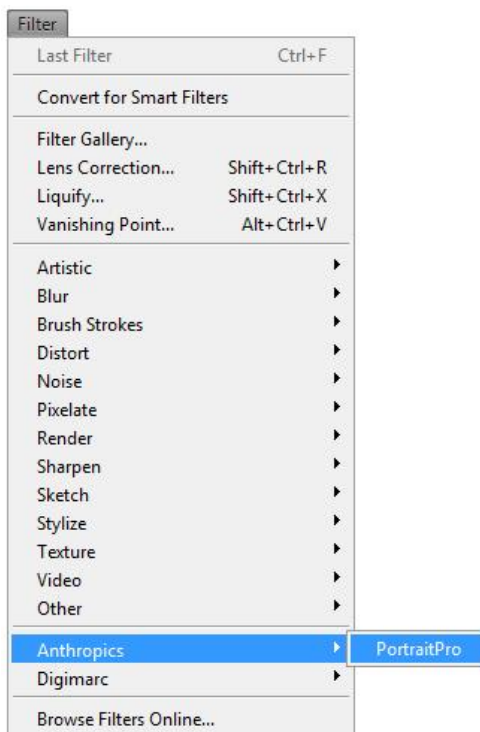 Filter
Last Filter Ctrl+F
Convert for Smart Filters
Filter Gallery...
Lens Correction... Shift+Ctrl+R
Liquify... Shift+Ctrl+X
Vanishing Point... Alt+Ctrl+V
Artistic
Blur
Brush Strokes
Distort
Noise
Pixelate
Render
Sharpen
Sketch
Stylize
Texture
Video
Other
Anthropics PortraitPro
Digimarc
Browse Filters Online...